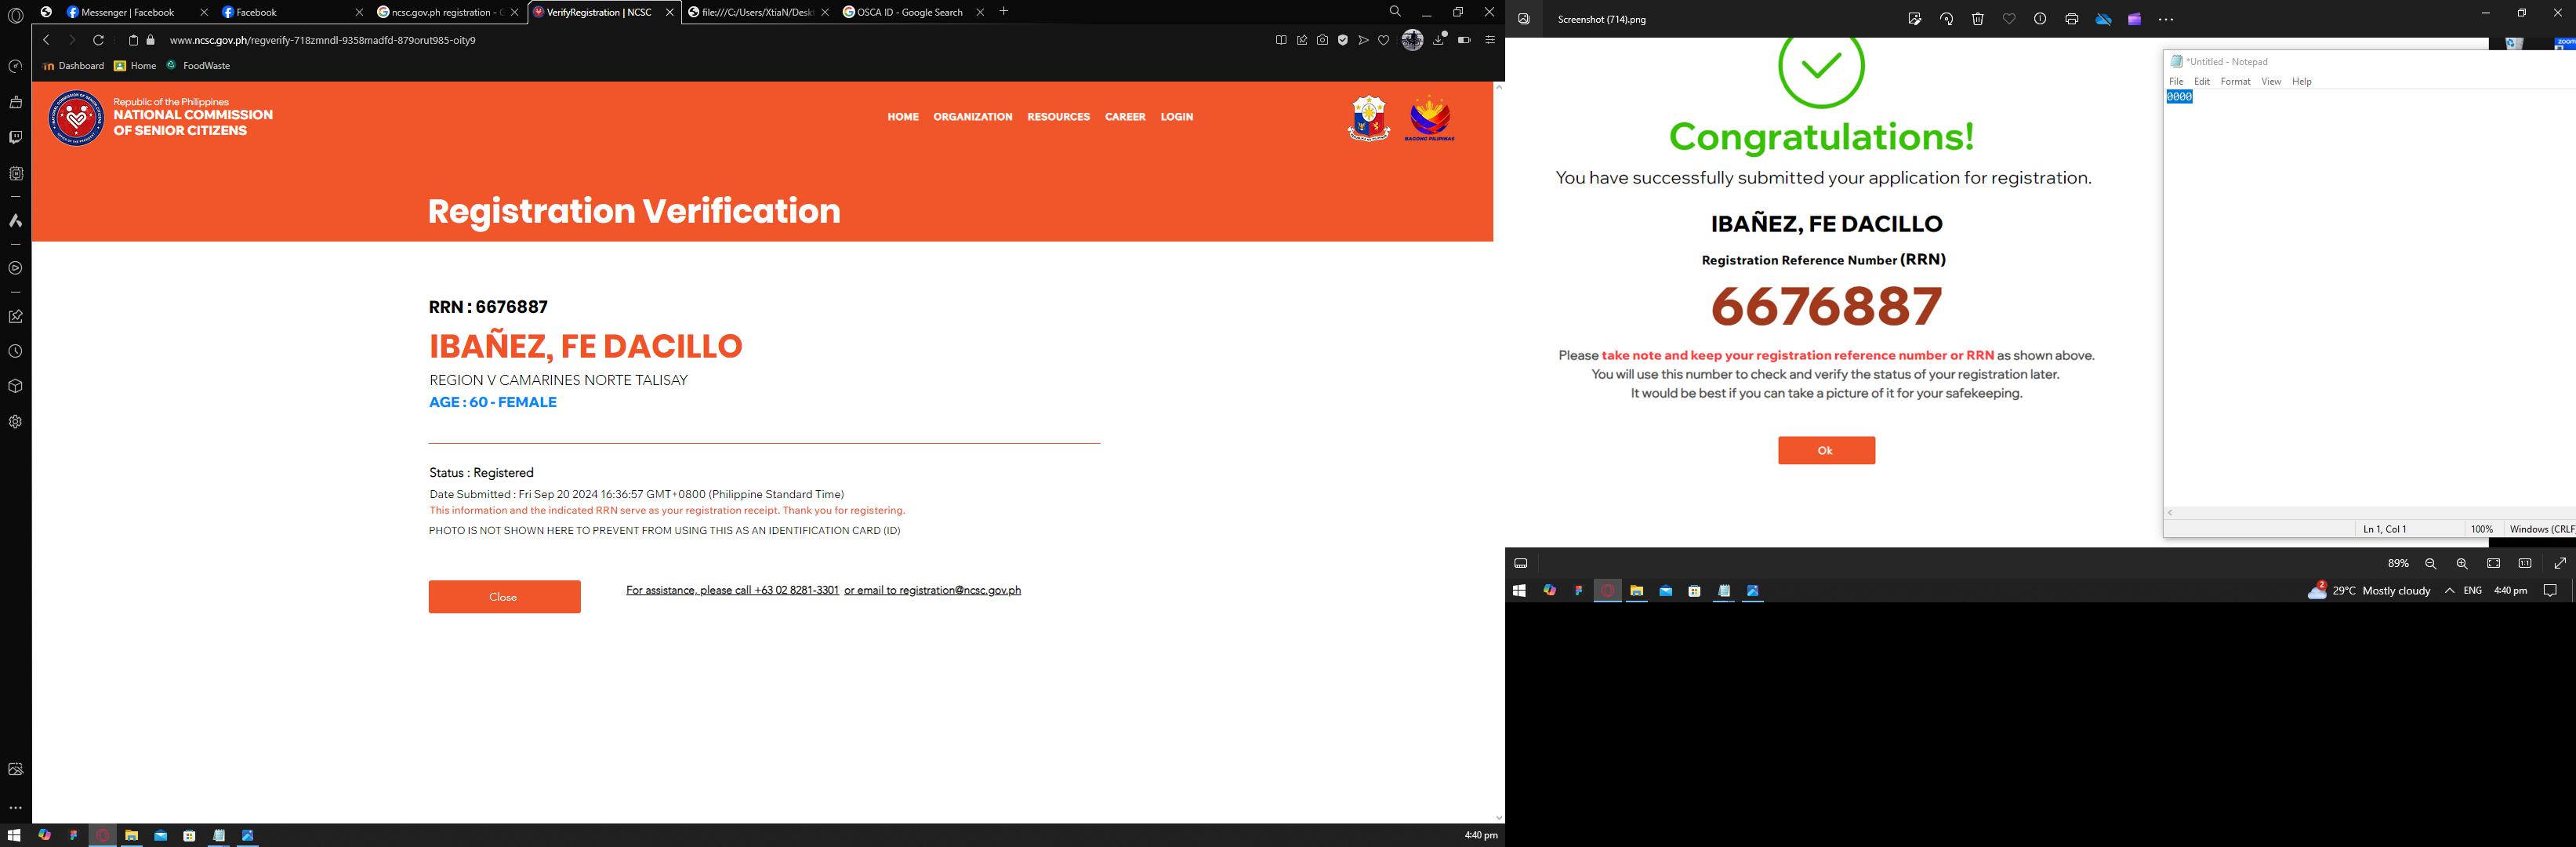 Messenger | Facebook
Facebook
ncsc.gov.ph registration - G
VerifyRegistration | NCSC
file:///C:/Users/XtiaN/Deskt
OSCA ID - Google Search
www.ncsc.gov.ph/regverify-718zmndl-9358madfd-879orut985-oity9
Dashboard
Home
FoodWaste
Republic of the Philippines
NATIONAL COMMISSION
OF SENIOR CITIZENS
HOME
ORGANIZATION
RESOURCES
CAREER
LOGIN
BAGONG PILIPINAS
Registration Verification
RRN : 6676887
IBAÑEZ, FE DACILLO
REGION V CAMARINES NORTE TALISAY
AGE : 60 - FEMALE
Status : Registered
Date Submitted : Fri Sep 20 2024 16:36:57 GMT+0800 (Philippine Standard Time)
This information and the indicated RRN serve as your registration receipt. Thank you for registering.
PHOTO IS NOT SHOWN HERE TO PREVENT FROM USING THIS AS AN IDENTIFICATION CARD (ID)
Close
For assistance, please call +63 02 8281-3301 or email to registration@ncsc.gov.ph
4:40 pm
Screenshot (714).png
Congratulations!
You have successfully submitted your application for registration.
IBAÑEZ, FE DACILLO
Registration Reference Number (RRN)
6676887
Please take note and keep your registration reference number or RRN as shown above.
You will use this number to check and verify the status of your registration later.
It would be best if you can take a picture of it for your safekeeping.
Ok
zoom
*Untitled - Notepad
File Edit Format View Help
0000
Ln 1, Col 1
100%
Windows (CRLF
89%
2
29°C Mostly cloudy
ENG
4:40 pm